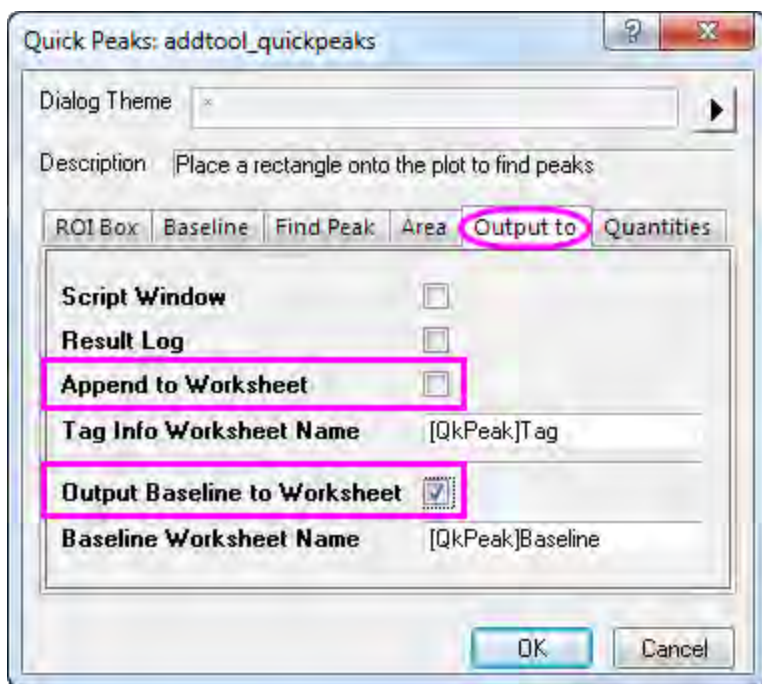 Quick Peaks: addtool_quickpeaks
Dialog Theme *
Description Place a rectangle onto the plot to find peaks
ROI Box Baseline Find Peak Area Output to Quantities
Script Window
Result Log
Append to Worksheet
Tag Info Worksheet Name [QkPeak]Tag
Output Baseline to Worksheet
Baseline Worksheet Name [QkPeak]Baseline
OK Cancel